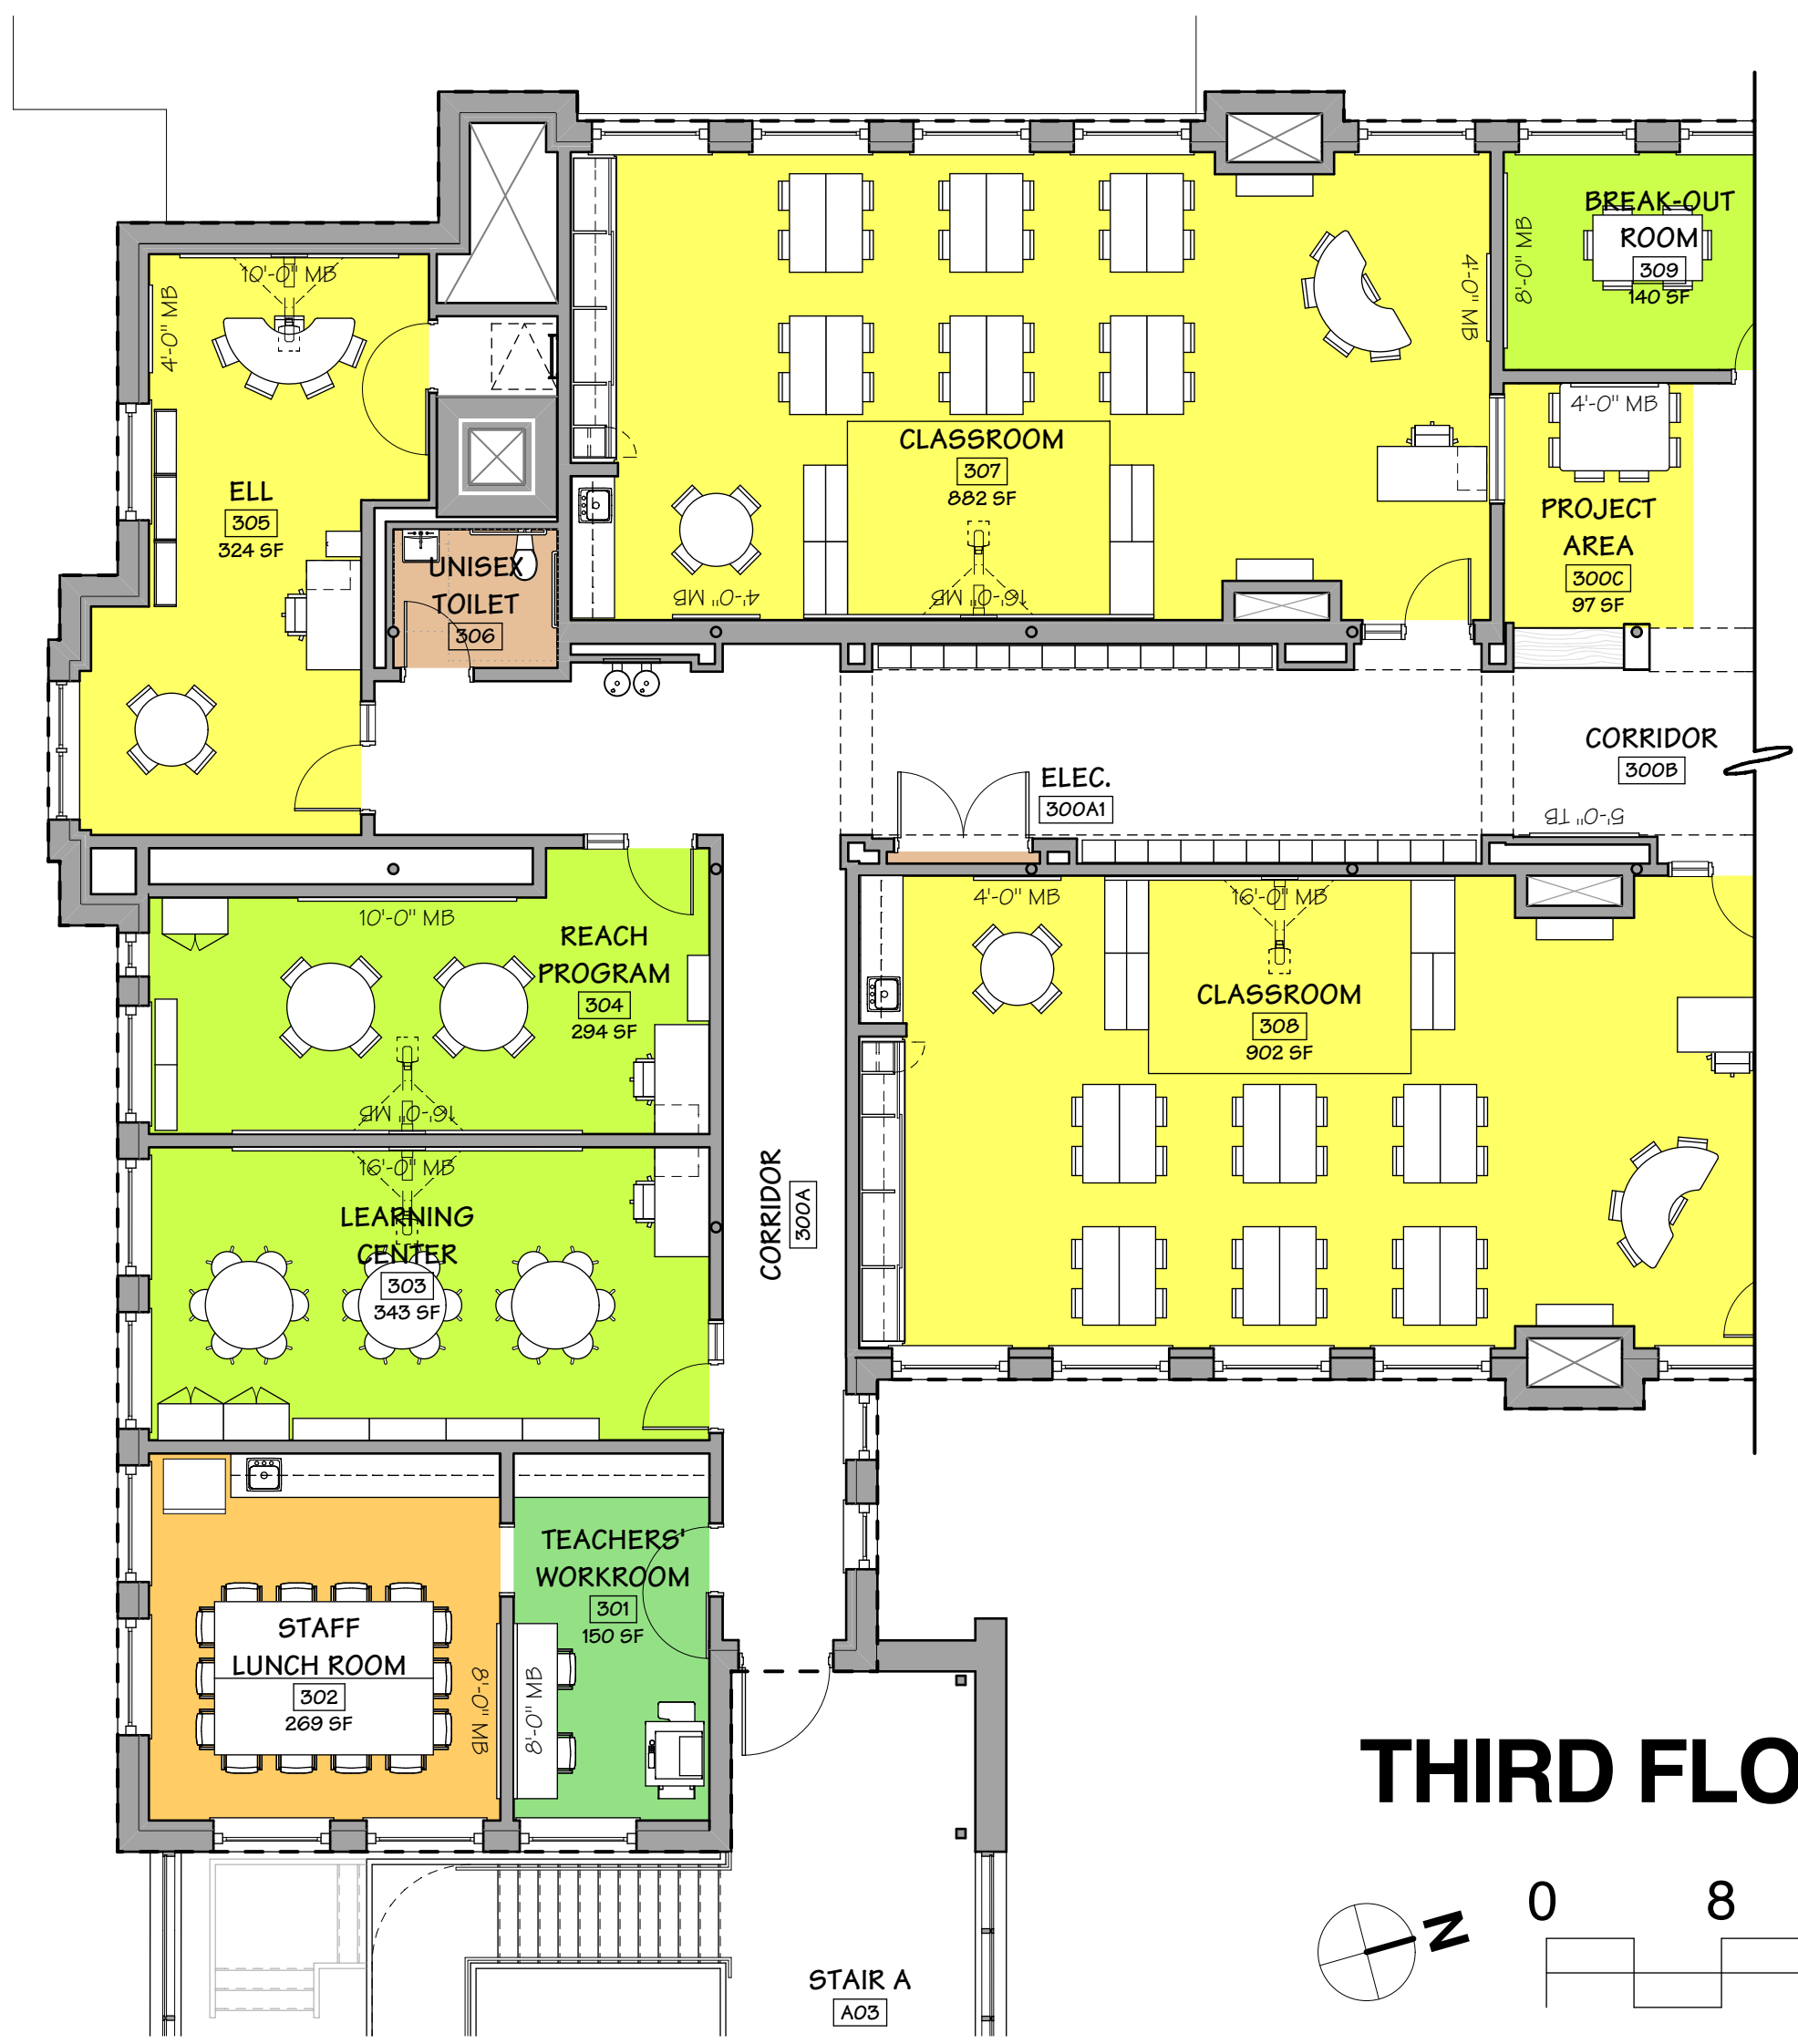 10'-0" MB
4'-0" MB
ELL
305
324 SF
UNISEX
TOILET
306
CLASSROOM
307
882 SF
4'-0" MB
16'-0" MB
4'-0" MB
BREAK-OUT
ROOM
309
140 SF
8'-0" MB
4'-0" MB
PROJECT
AREA
300C
97 SF
CORRIDOR
300B
5'-0" TB
ELEC.
300A1
10'-0" MB
REACH
PROGRAM
304
294 SF
16'-0" MB
16'-0" MB
LEARNING
CENTER
303
343 SF
CORRIDOR
300A
4'-0" MB
16'-0" MB
CLASSROOM
308
902 SF
STAFF
LUNCH ROOM
302
269 SF
8'-0" MB
TEACHERS'
WORKROOM
301
150 SF
8'-0" MB
STAIR A
A03
THIRD FLO
N
0 8